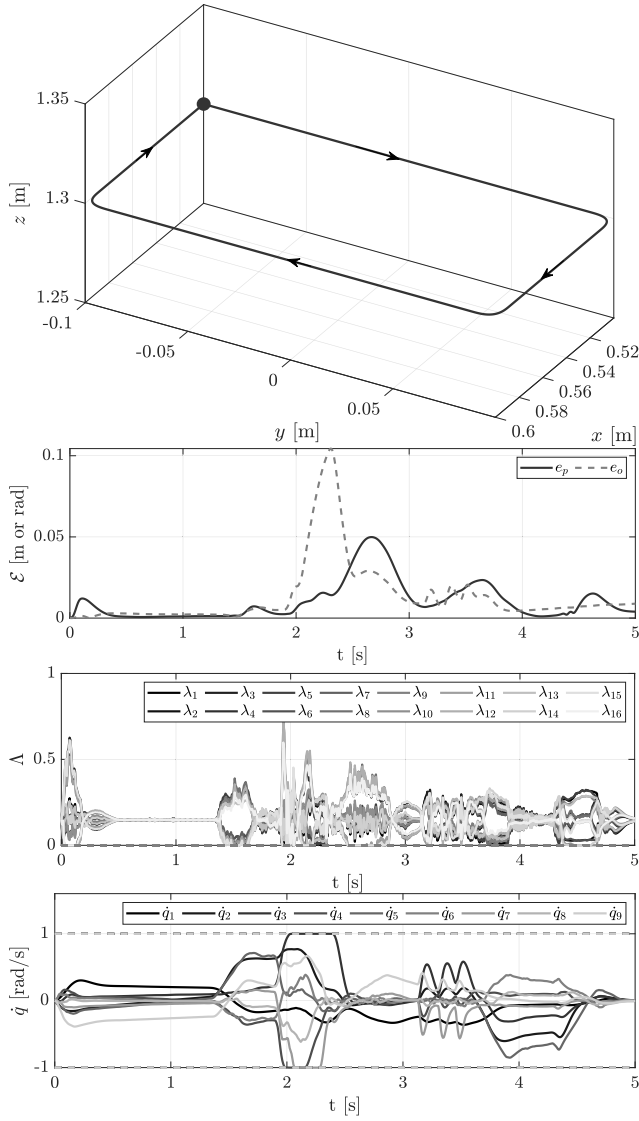 1.35
1.3
1.25
z [m]
-0.1
-0.05
0
0.05
0.52
0.54
0.56
0.58
0.6
y [m]
x [m]
0.1
0.05
0
ℰ [m or rad]
e_p e_o
0 1 2 3 4 5
t [s]
1
0.5
0
Λ
λ_1 λ_3 λ_5 λ_7 λ_9 λ_11 λ_13 λ_15
λ_2 λ_4 λ_6 λ_8 λ_10 λ_12 λ_14 λ_16
0 1 2 3 4 5
t [s]
1
0
-1
q̇ [rad/s]
q̇_1 q̇_2 q̇_3 q̇_4 q̇_5 q̇_6 q̇_7 q̇_8 q̇_9
0 1 2 3 4 5
t [s]